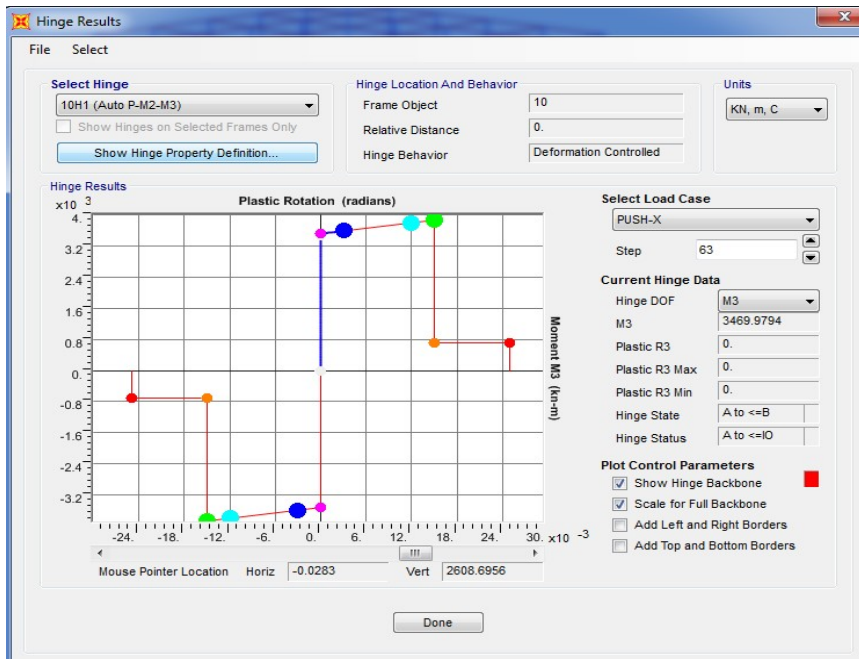 Hinge Results
File Select
Select Hinge
10H1 (Auto P-M2-M3)
Show Hinges on Selected Frames Only
Show Hinge Property Definition...
Hinge Location And Behavior
Frame Object 10
Relative Distance 0.
Hinge Behavior Deformation Controlled
Units
KN, m, C
Hinge Results
x10 3
Plastic Rotation (radians)
4.
3.2
2.4
1.6
0.8
0.
-0.8
-1.6
-2.4
-3.2
Moment M3 (kn-m)
-24. -18. -12. -6. 0. 6. 12. 18. 24. 30. x10 -3
Mouse Pointer Location Horiz -0.0283 Vert 2608.6956
Select Load Case
PUSH-X
Step 63
Current Hinge Data
Hinge DOF M3
M3 3469.9794
Plastic R3 0.
Plastic R3 Max 0.
Plastic R3 Min 0.
Hinge State A to <=B
Hinge Status A to <=IO
Plot Control Parameters
Show Hinge Backbone
Scale for Full Backbone
Add Left and Right Borders
Add Top and Bottom Borders
Done